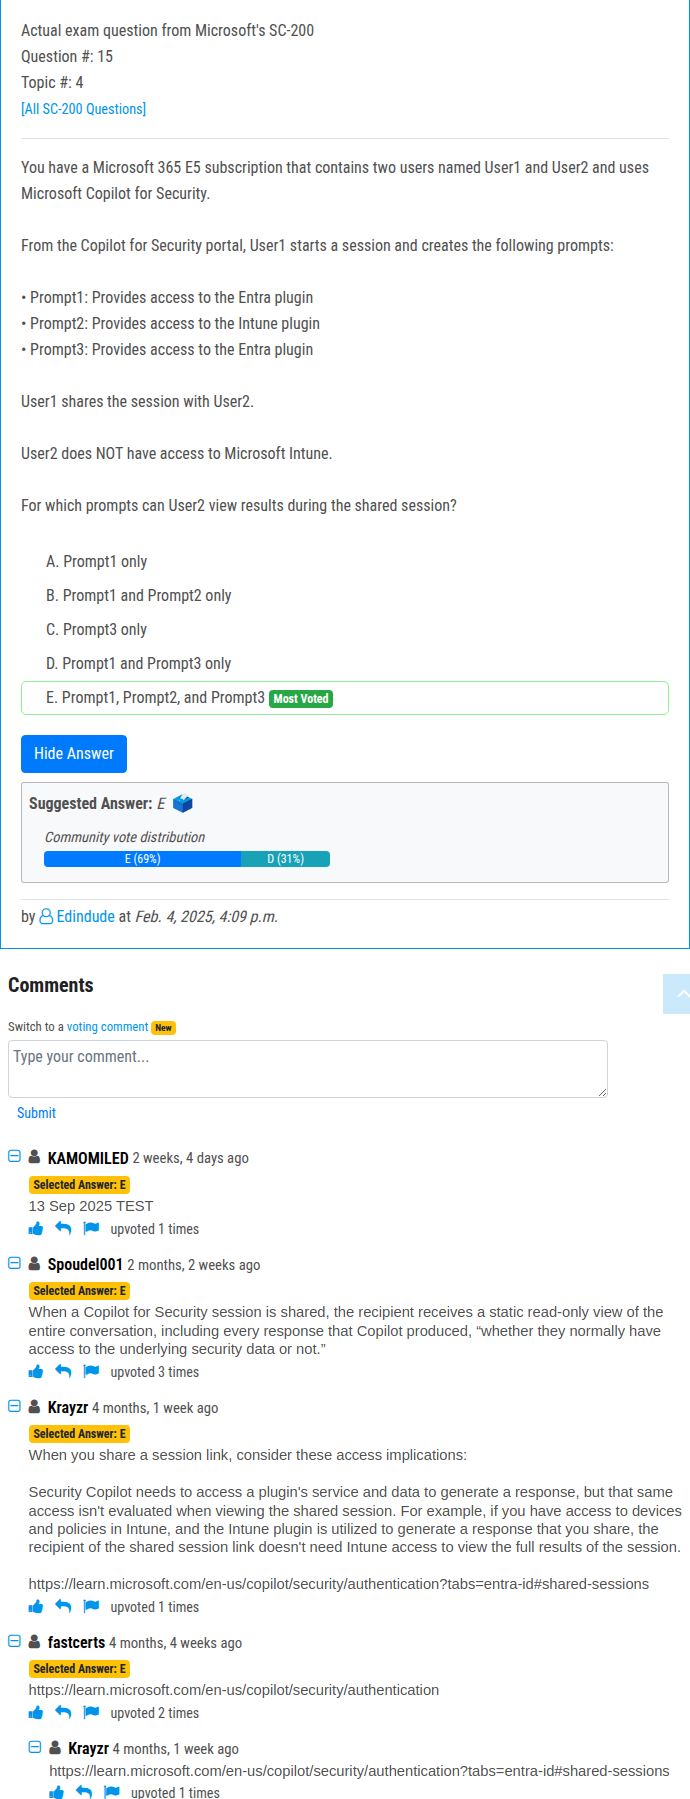 Actual exam question from Microsoft's SC-200
Question #: 15
Topic #: 4
[All SC-200 Questions]
You have a Microsoft 365 E5 subscription that contains two users named User1 and User2 and uses
Microsoft Copilot for Security.
From the Copilot for Security portal, User1 starts a session and creates the following prompts:
• Prompt1: Provides access to the Entra plugin
• Prompt2: Provides access to the Intune plugin
• Prompt3: Provides access to the Entra plugin
User1 shares the session with User2.
User2 does NOT have access to Microsoft Intune.
For which prompts can User2 view results during the shared session?
A. Prompt1 only
B. Prompt1 and Prompt2 only
C. Prompt3 only
D. Prompt1 and Prompt3 only
E. Prompt1, Prompt2, and Prompt3 Most Voted
Hide Answer
Suggested Answer: E
Community vote distribution
E (69%) D (31%)
by Edindude at Feb. 4, 2025, 4:09 p.m.
Comments
Switch to a voting comment New
Type your comment...
Submit
KAMOMILED 2 weeks, 4 days ago
Selected Answer: E
13 Sep 2025 TEST
upvoted 1 times
Spoudel001 2 months, 2 weeks ago
Selected Answer: E
When a Copilot for Security session is shared, the recipient receives a static read-only view of the
entire conversation, including every response that Copilot produced, “whether they normally have
access to the underlying security data or not.”
upvoted 3 times
Krayzr 4 months, 1 week ago
Selected Answer: E
When you share a session link, consider these access implications:
Security Copilot needs to access a plugin's service and data to generate a response, but that same
access isn't evaluated when viewing the shared session. For example, if you have access to devices
and policies in Intune, and the Intune plugin is utilized to generate a response that you share, the
recipient of the shared session link doesn't need Intune access to view the full results of the session.
https://learn.microsoft.com/en-us/copilot/security/authentication?tabs=entra-id#shared-sessions
upvoted 1 times
fastcerts 4 months, 4 weeks ago
Selected Answer: E
https://learn.microsoft.com/en-us/copilot/security/authentication
upvoted 2 times
Krayzr 4 months, 1 week ago
https://learn.microsoft.com/en-us/copilot/security/authentication?tabs=entra-id#shared-sessions
upvoted 1 times